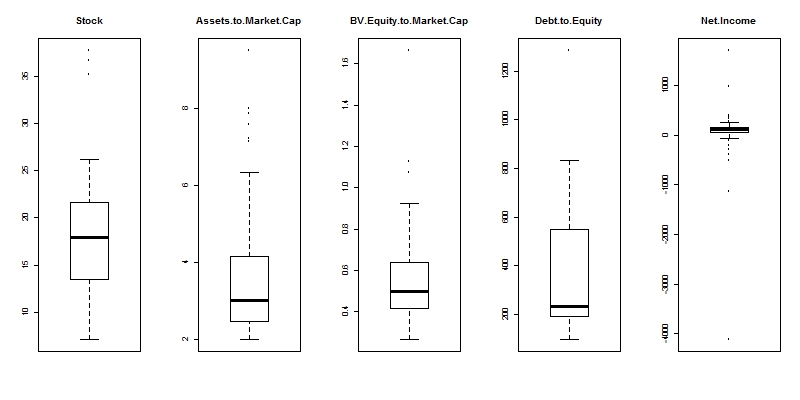 Stock Assets.to.Market.Cap BV.Equity.to.Market.Cap Debt.to.Equity Net.Income
10 15 20 25 30 35
2 4 6 8
0.4 0.6 0.8 1.0 1.2 1.4 1.6
200 400 600 800 1000 1200
-4000 -3000 -2000 -1000 0 1000